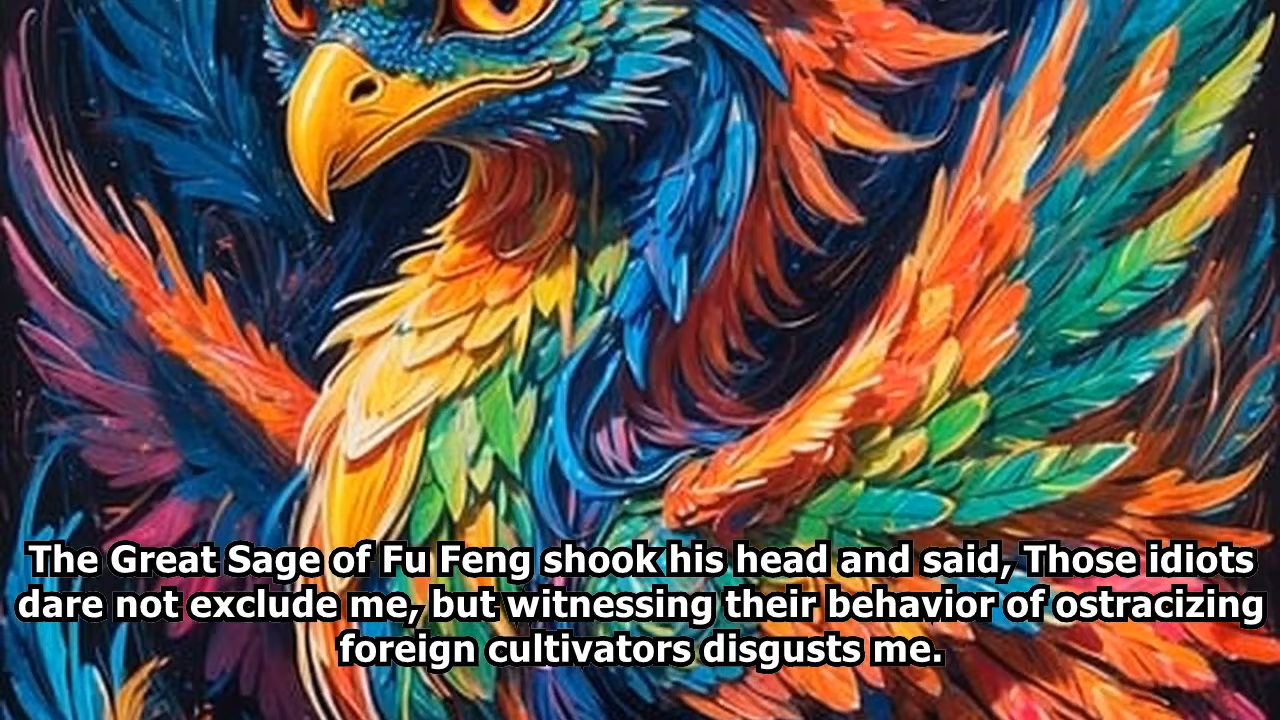 The Great Sage of Fu Feng shook his head and said, Those idiots
dare not exclude me, but witnessing their behavior of ostracizing
foreign cultivators disgusts me.